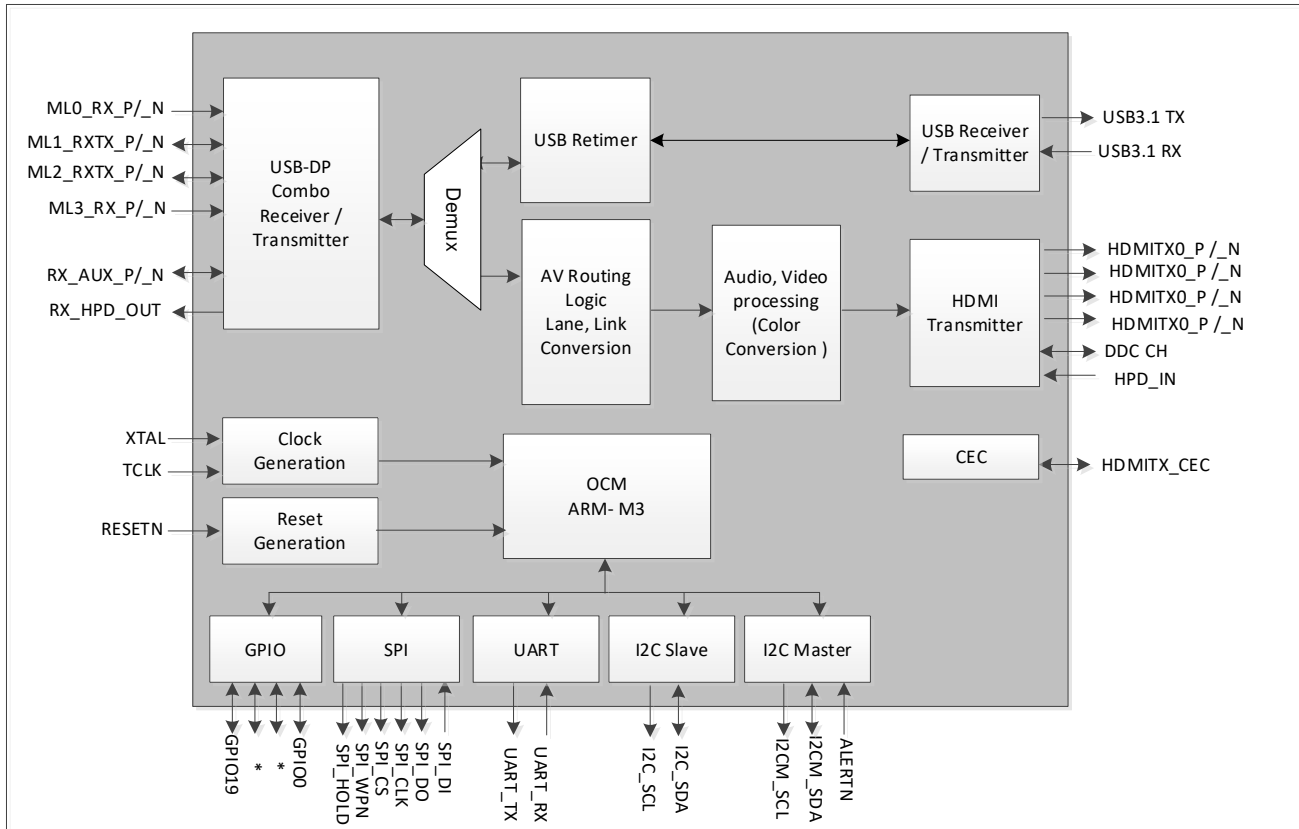 ML0_RX_P/_N
ML1_RXTX_P/_N
ML2_RXTX_P/_N
ML3_RX_P/_N
RX_AUX_P/_N
RX_HPD_OUT
USB-DP
Combo
Receiver /
Transmitter
Demux
USB Retimer
USB Receiver
/ Transmitter
USB3.1 TX
USB3.1 RX
AV Routing
Logic
Lane, Link
Conversion
Audio, Video
processing
(Color
Conversion )
HDMI
Transmitter
HDMITX0_P /_N
HDMITX0_P /_N
HDMITX0_P /_N
HDMITX0_P /_N
DDC CH
HPD_IN
XTAL
TCLK
Clock
Generation
RESETN
Reset
Generation
OCM
ARM- M3
CEC
HDMITX_CEC
GPIO
SPI
UART
I2C Slave
I2C Master
GPIO19
*
*
GPIO0
SPI_HOLD
SPI_WPN
SPI_CS
SPI_CLK
SPI_DO
SPI_DI
UART_TX
UART_RX
I2C_SCL
I2C_SDA
I2CM_SCL
I2CM_SDA
ALERTN